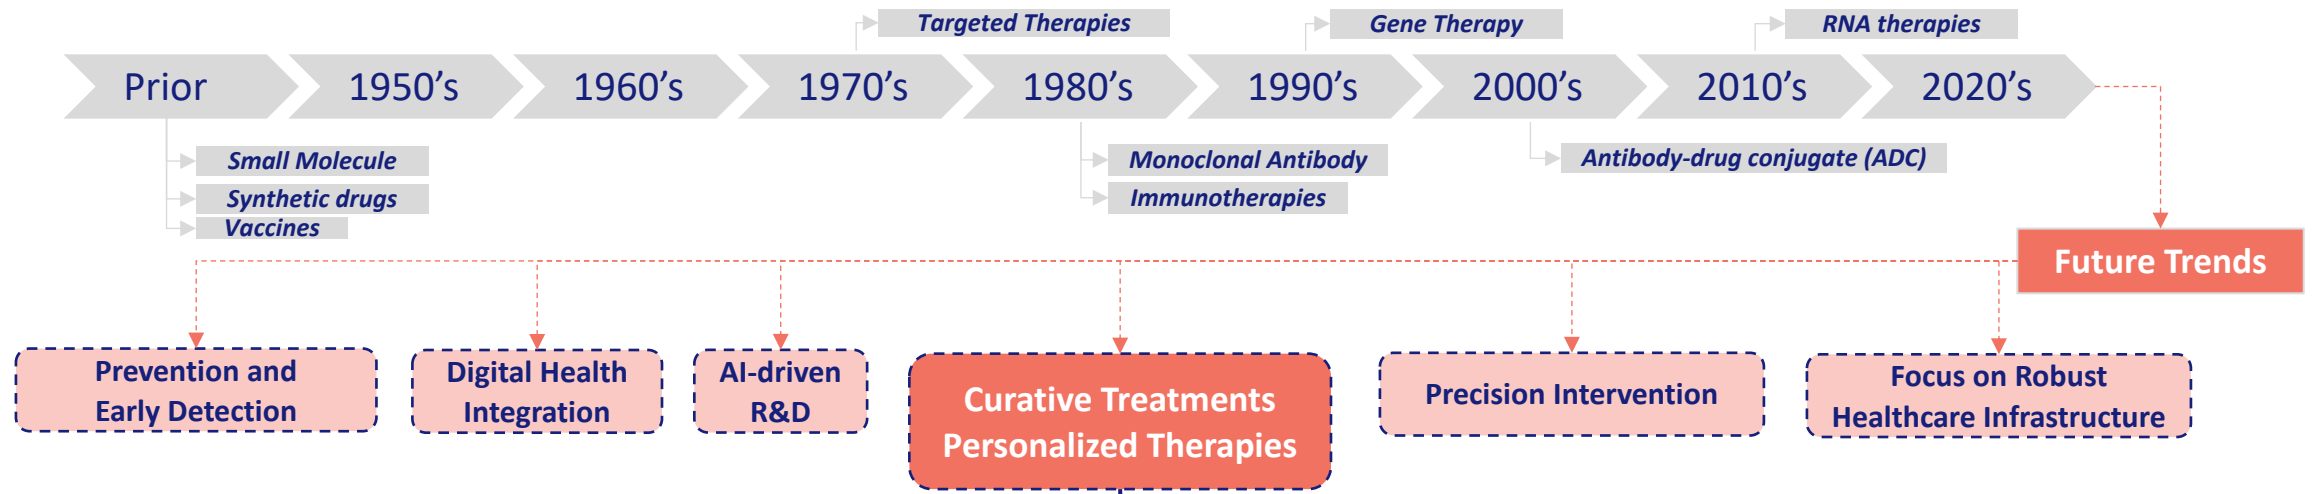 Targeted Therapies
Gene Therapy
RNA therapies
Prior
1950’s
1960’s
1970’s
1980’s
1990’s
2000’s
2010’s
2020’s
Small Molecule
Synthetic drugs
Vaccines
Monoclonal Antibody
Immunotherapies
Antibody-drug conjugate (ADC)
Future Trends
Prevention and
Early Detection
Digital Health
Integration
AI-driven
R&D
Curative Treatments
Personalized Therapies
Precision Intervention
Focus on Robust
Healthcare Infrastructure